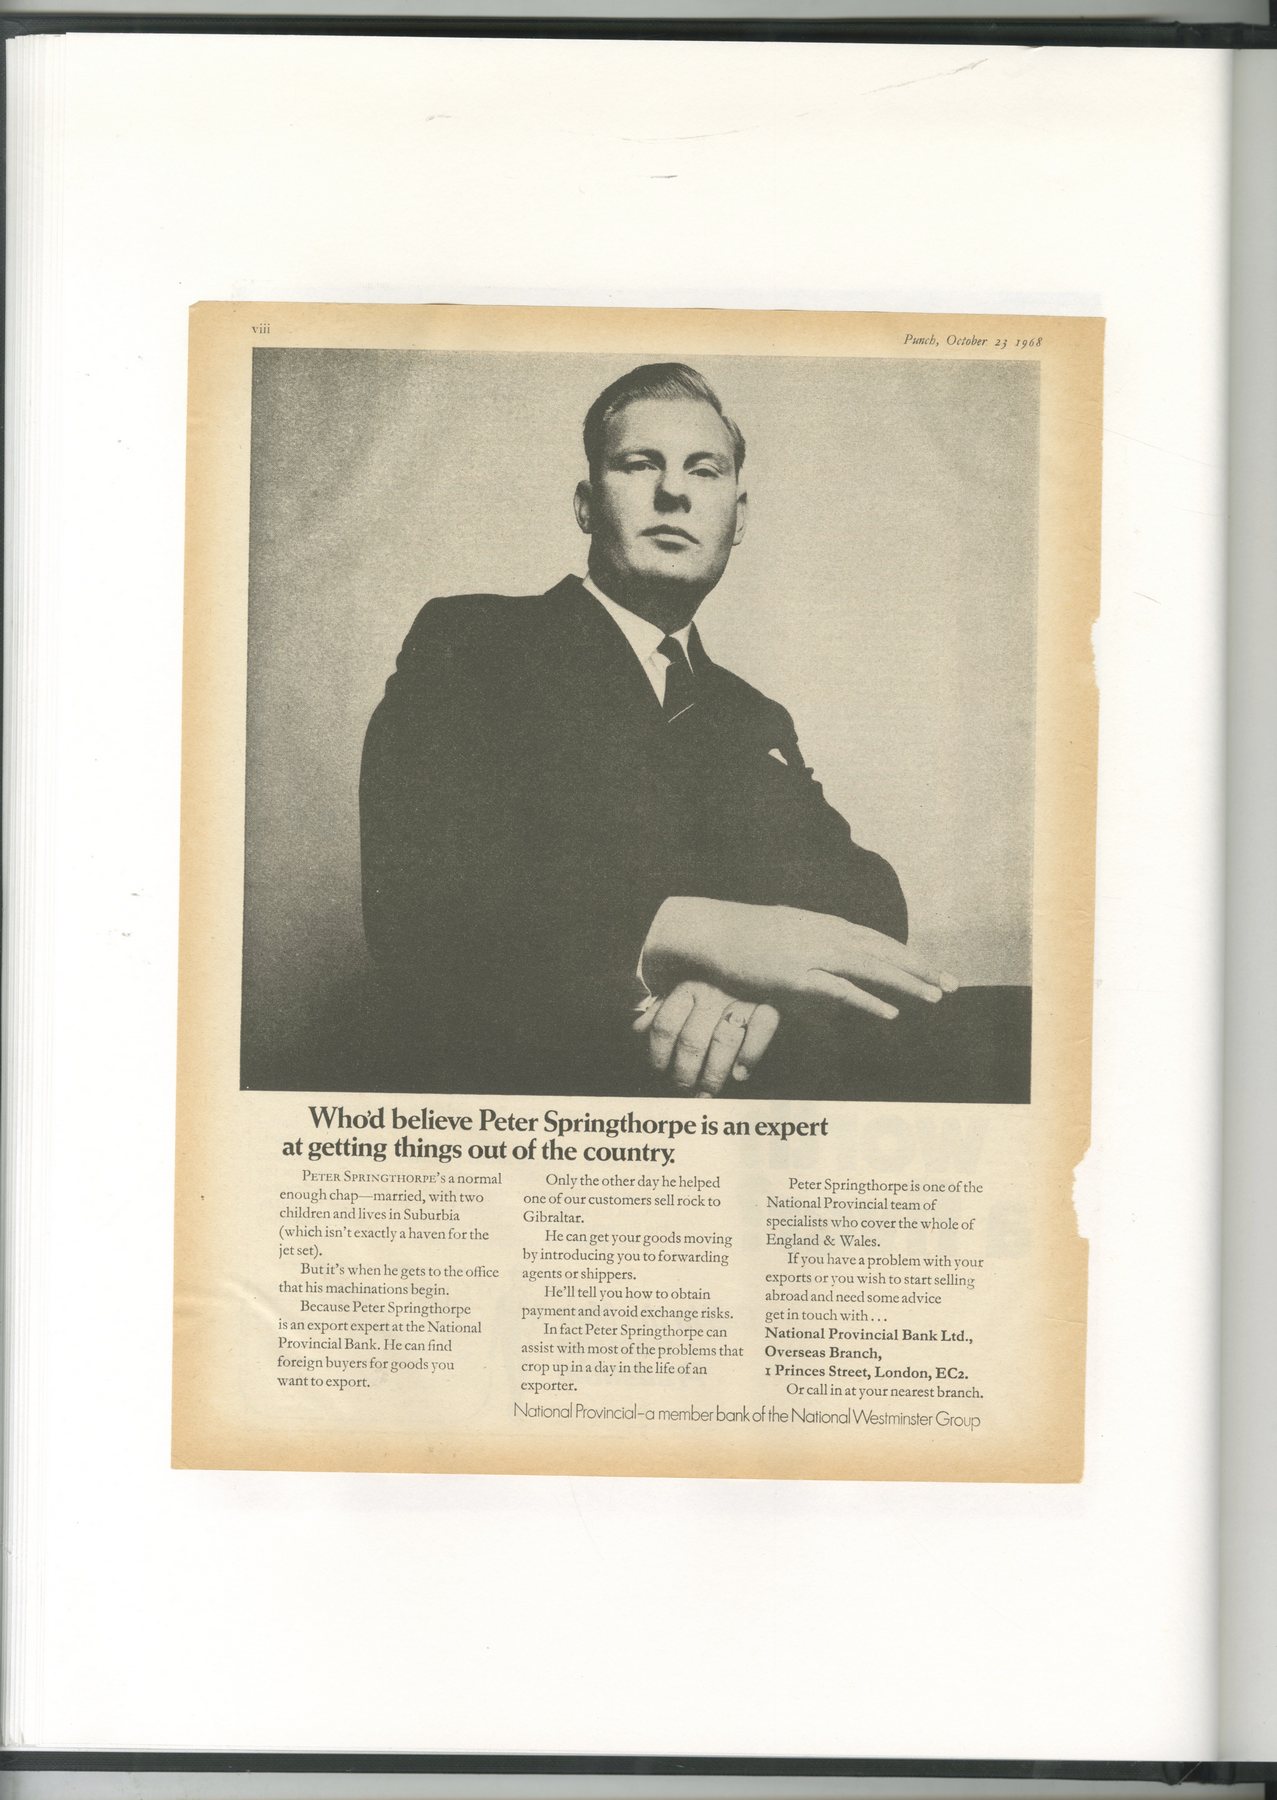 viii
Punch, October 23 1968
Who'd believe Peter Springthorpe is an expert
at getting things out of the country.
PETER SPRINGTHORPE'S a normal
enough chap—married, with two
children and lives in Suburbia
(which isn't exactly a haven for the
jet set).
But it's when he gets to the office
that his machinations begin.
Because Peter Springthorpe
is an export expert at the National
Provincial Bank. He can find
foreign buyers for goods you
want to export.
Only the other day he helped
one of our customers sell rock to
Gibraltar.
He can get your goods moving
by introducing you to forwarding
agents or shippers.
He'll tell you how to obtain
payment and avoid exchange risks.
In fact Peter Springthorpe can
assist with most of the problems that
crop up in a day in the life of an
exporter.
Peter Springthorpe is one of the
National Provincial team of
specialists who cover the whole of
England & Wales.
If you have a problem with your
exports or you wish to start selling
abroad and need some advice
get in touch with...
National Provincial Bank Ltd.,
Overseas Branch,
1 Princes Street, London, EC2.
Or call in at your nearest branch.
National Provincial-a member bank of the National Westminster Group